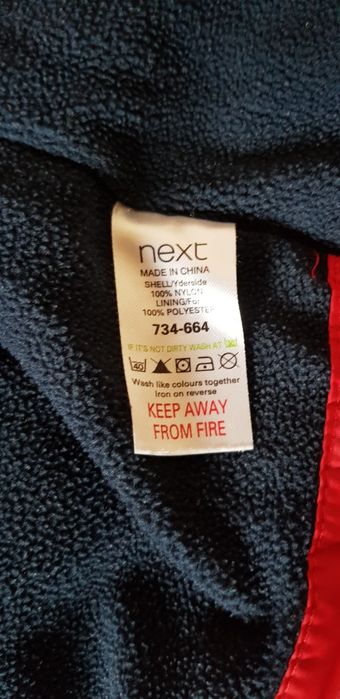 next
MADE IN CHINA
SHELL/Yderside
100% NYLON
LINING/For
100% POLYESTER
734-664
IF IT'S NOT DIRTY WASH AT
40
Wash like colours together
Iron on reverse
KEEP AWAY
FROM FIRE